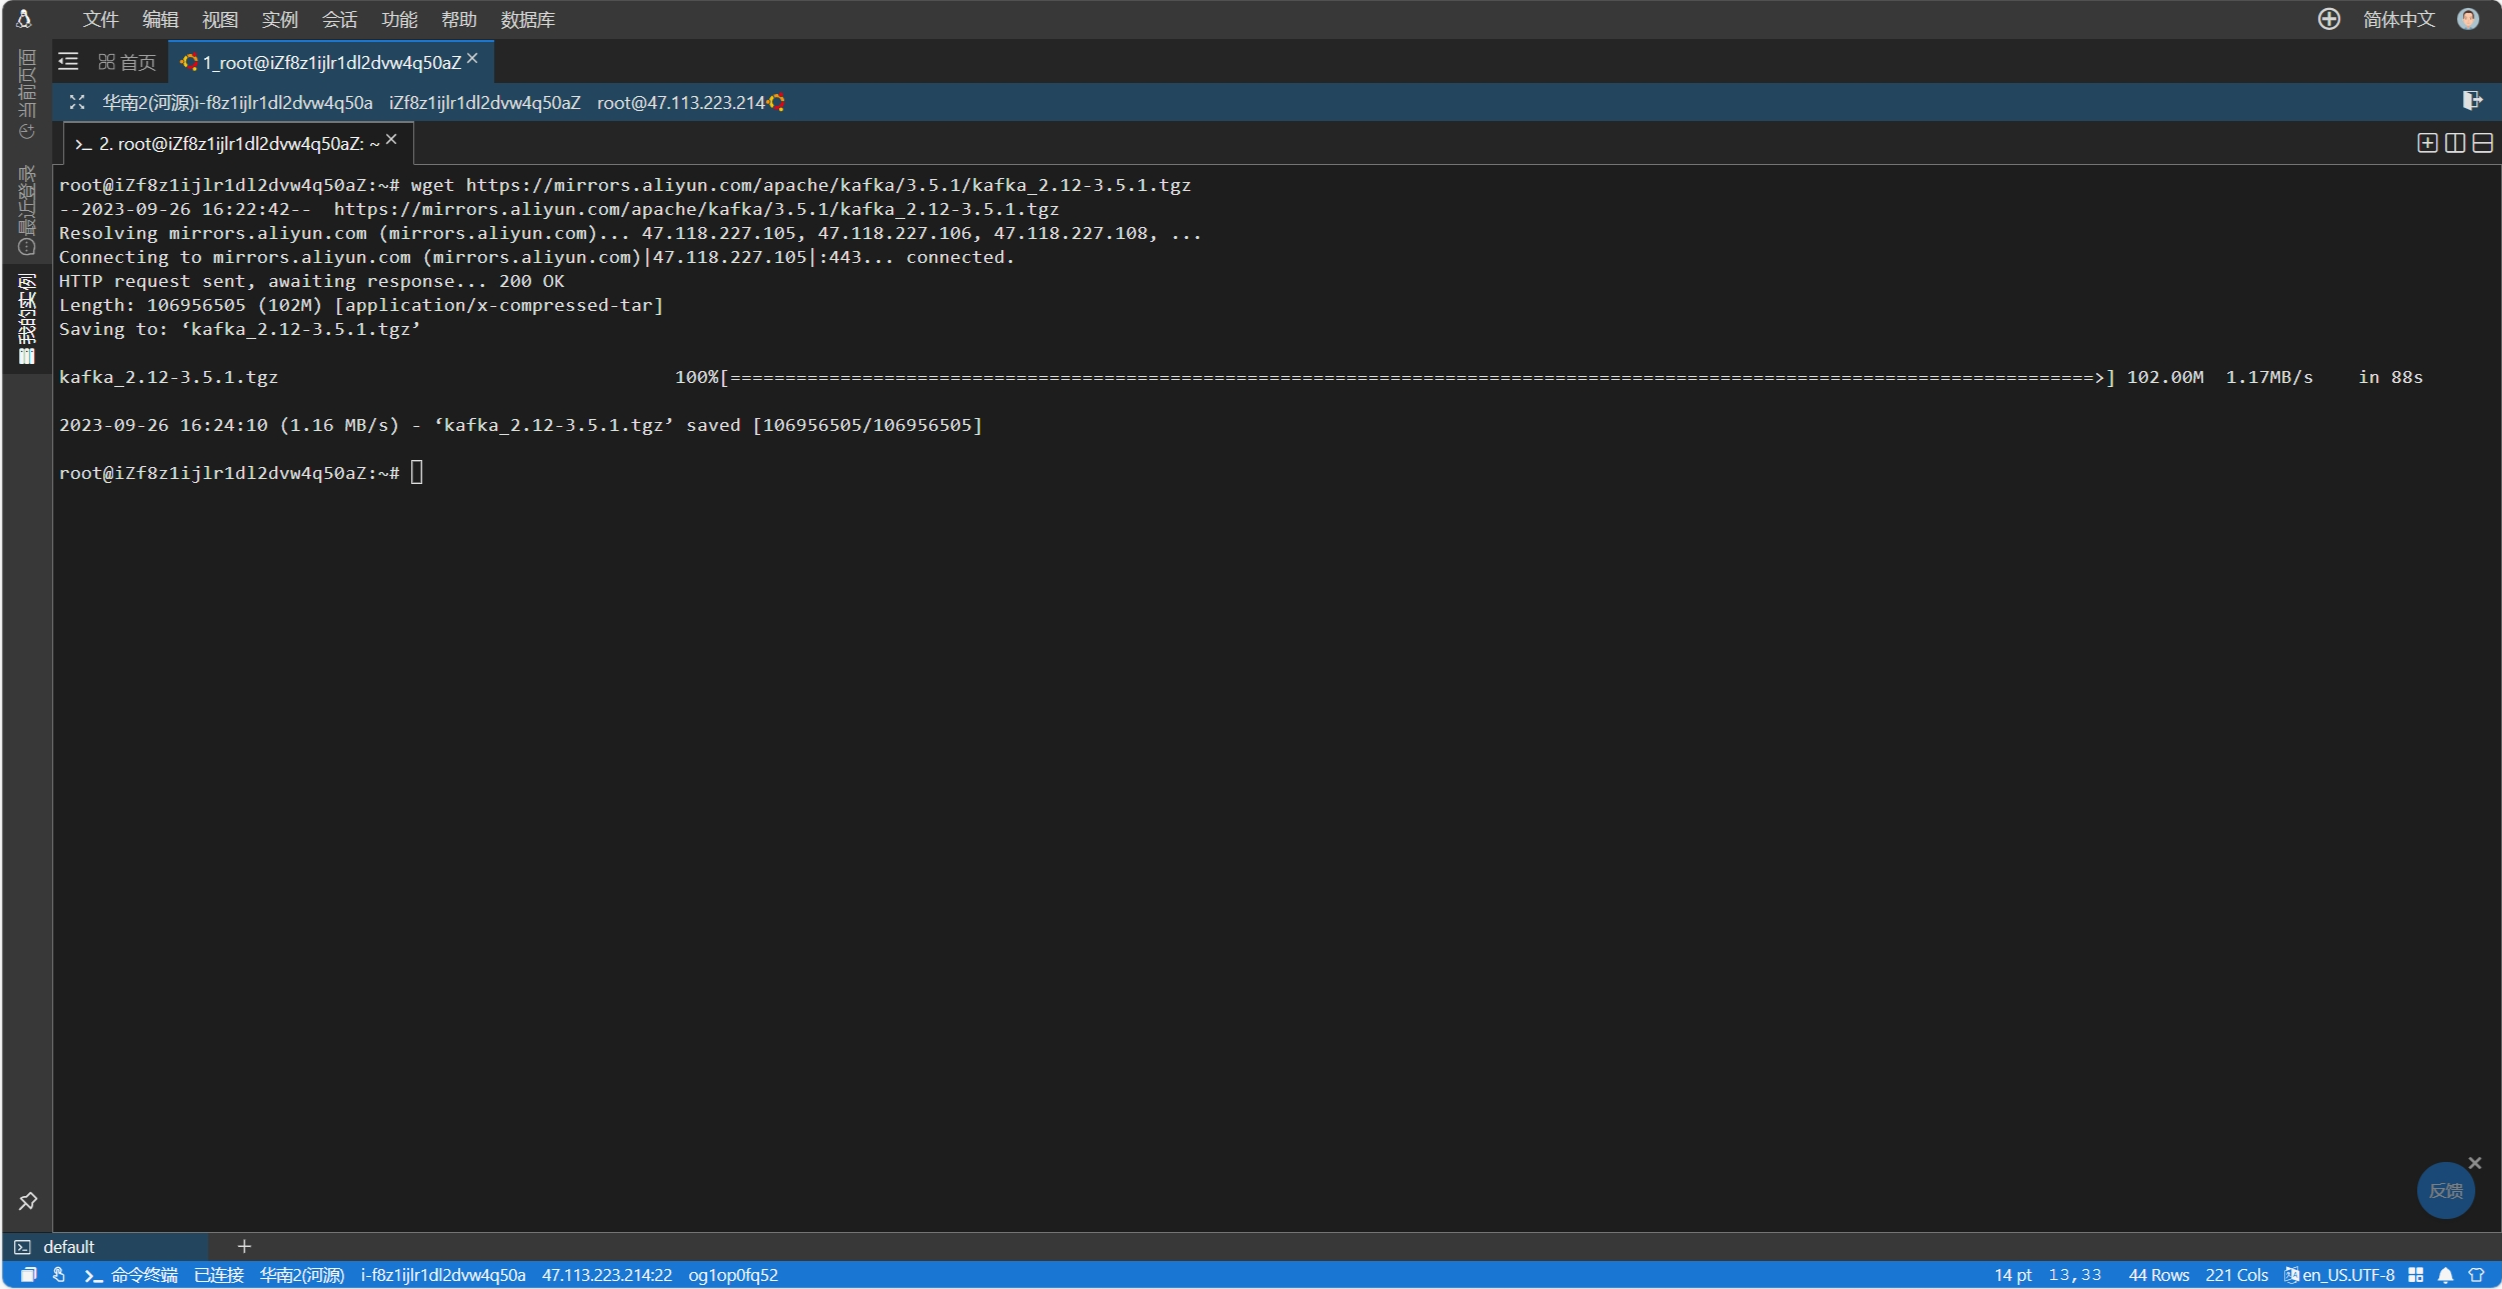 文件 编辑 视图 实例 会话 功能 帮助 数据库 简体中文
首页 1_root@iZf8z1ijlr1dl2dvw4q50aZ
华南2(河源)i-f8z1ijlr1dl2dvw4q50a iZf8z1ijlr1dl2dvw4q50aZ root@47.113.223.214
当前页面
最近登录
我的实例
2. root@iZf8z1ijlr1dl2dvw4q50aZ: ~
root@iZf8z1ijlr1dl2dvw4q50aZ:~# wget https://mirrors.aliyun.com/apache/kafka/3.5.1/kafka_2.12-3.5.1.tgz
--2023-09-26 16:22:42--  https://mirrors.aliyun.com/apache/kafka/3.5.1/kafka_2.12-3.5.1.tgz
Resolving mirrors.aliyun.com (mirrors.aliyun.com)... 47.118.227.105, 47.118.227.106, 47.118.227.108, ...
Connecting to mirrors.aliyun.com (mirrors.aliyun.com)|47.118.227.105|:443... connected.
HTTP request sent, awaiting response... 200 OK
Length: 106956505 (102M) [application/x-compressed-tar]
Saving to: ‘kafka_2.12-3.5.1.tgz’
kafka_2.12-3.5.1.tgz 100%[============================================================================================================================>] 102.00M 1.17MB/s in 88s
2023-09-26 16:24:10 (1.16 MB/s) - ‘kafka_2.12-3.5.1.tgz’ saved [106956505/106956505]
root@iZf8z1ijlr1dl2dvw4q50aZ:~#
反馈
default +
命令终端 已连接 华南2(河源) i-f8z1ijlr1dl2dvw4q50a 47.113.223.214:22 og1op0fq52 14 pt 13,33 44 Rows 221 Cols en_US.UTF-8